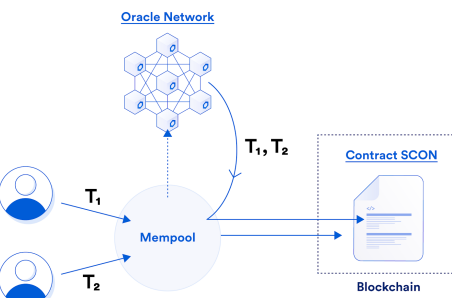 Oracle Network
T₁, T₂
Contract SCON
T₁
</>
Mempool
T₂
Blockchain